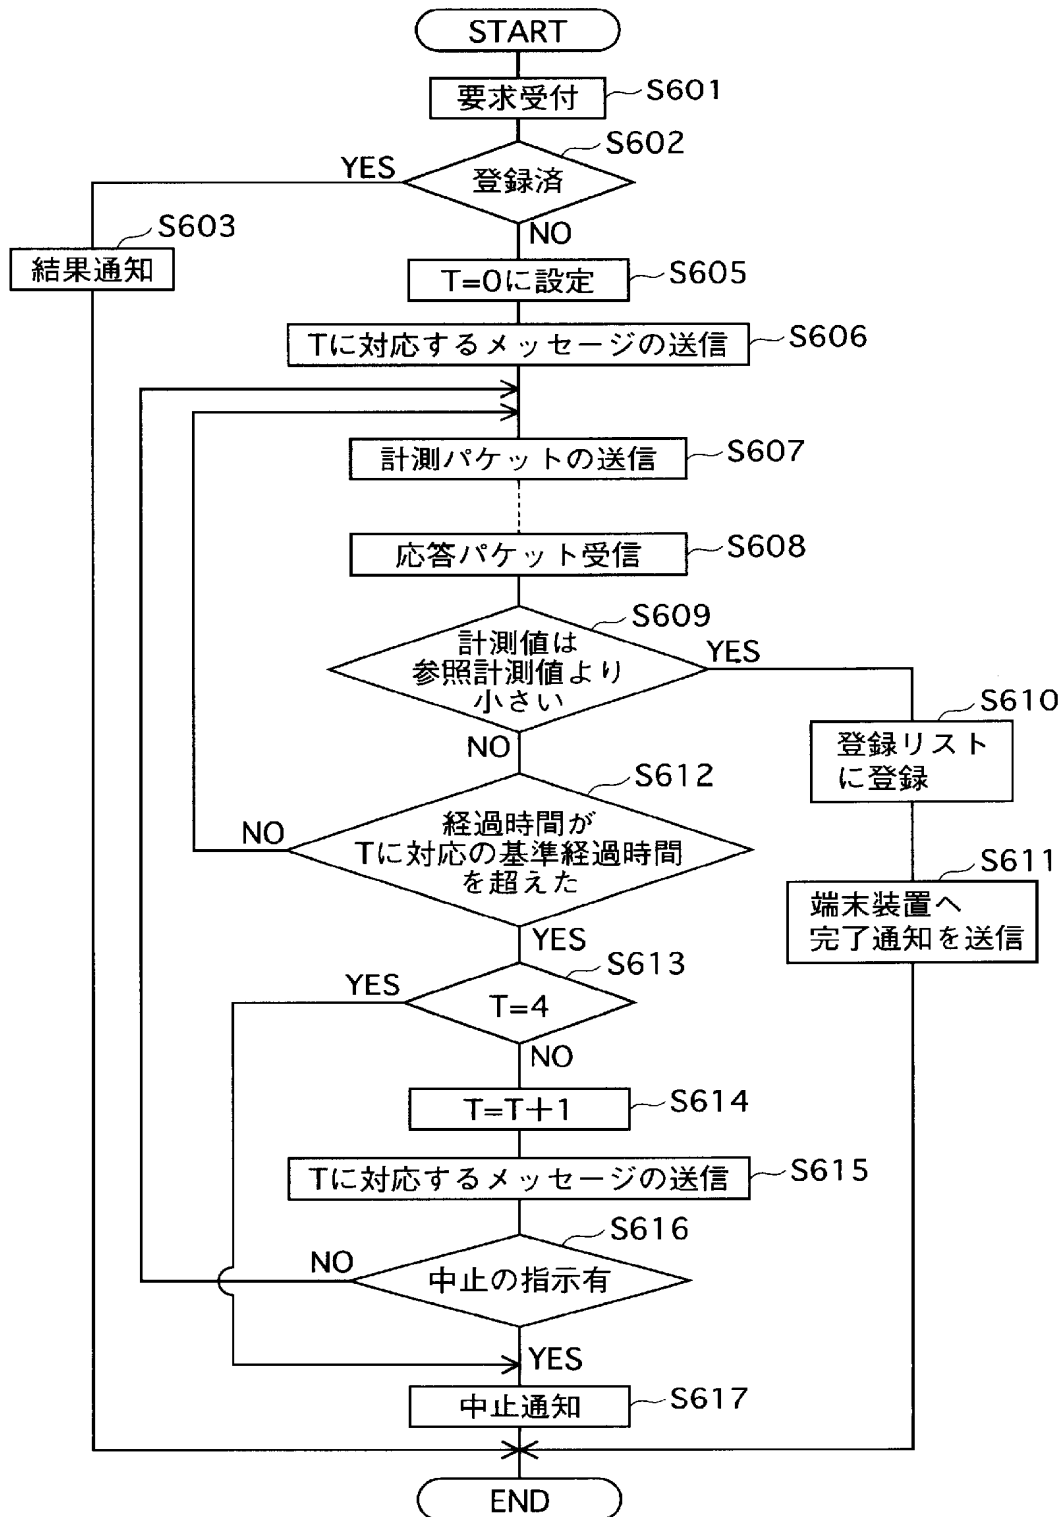 START
要求受付
S601
S602
YES
登録済
NO
S603
結果通知
T=0に設定
S605
Tに対応するメッセージの送信
S606
計測パケットの送信
S607
応答パケット受信
S608
S609
計測値は
参照計測値より
小さい
YES
NO
S610
登録リスト
に登録
S612
経過時間が
Tに対応の基準経過時間
を超えた
NO
YES
S611
端末装置へ
完了通知を送信
S613
YES
T=4
NO
T=T+1
S614
Tに対応するメッセージの送信
S615
S616
NO
中止の指示有
YES
中止通知
S617
END